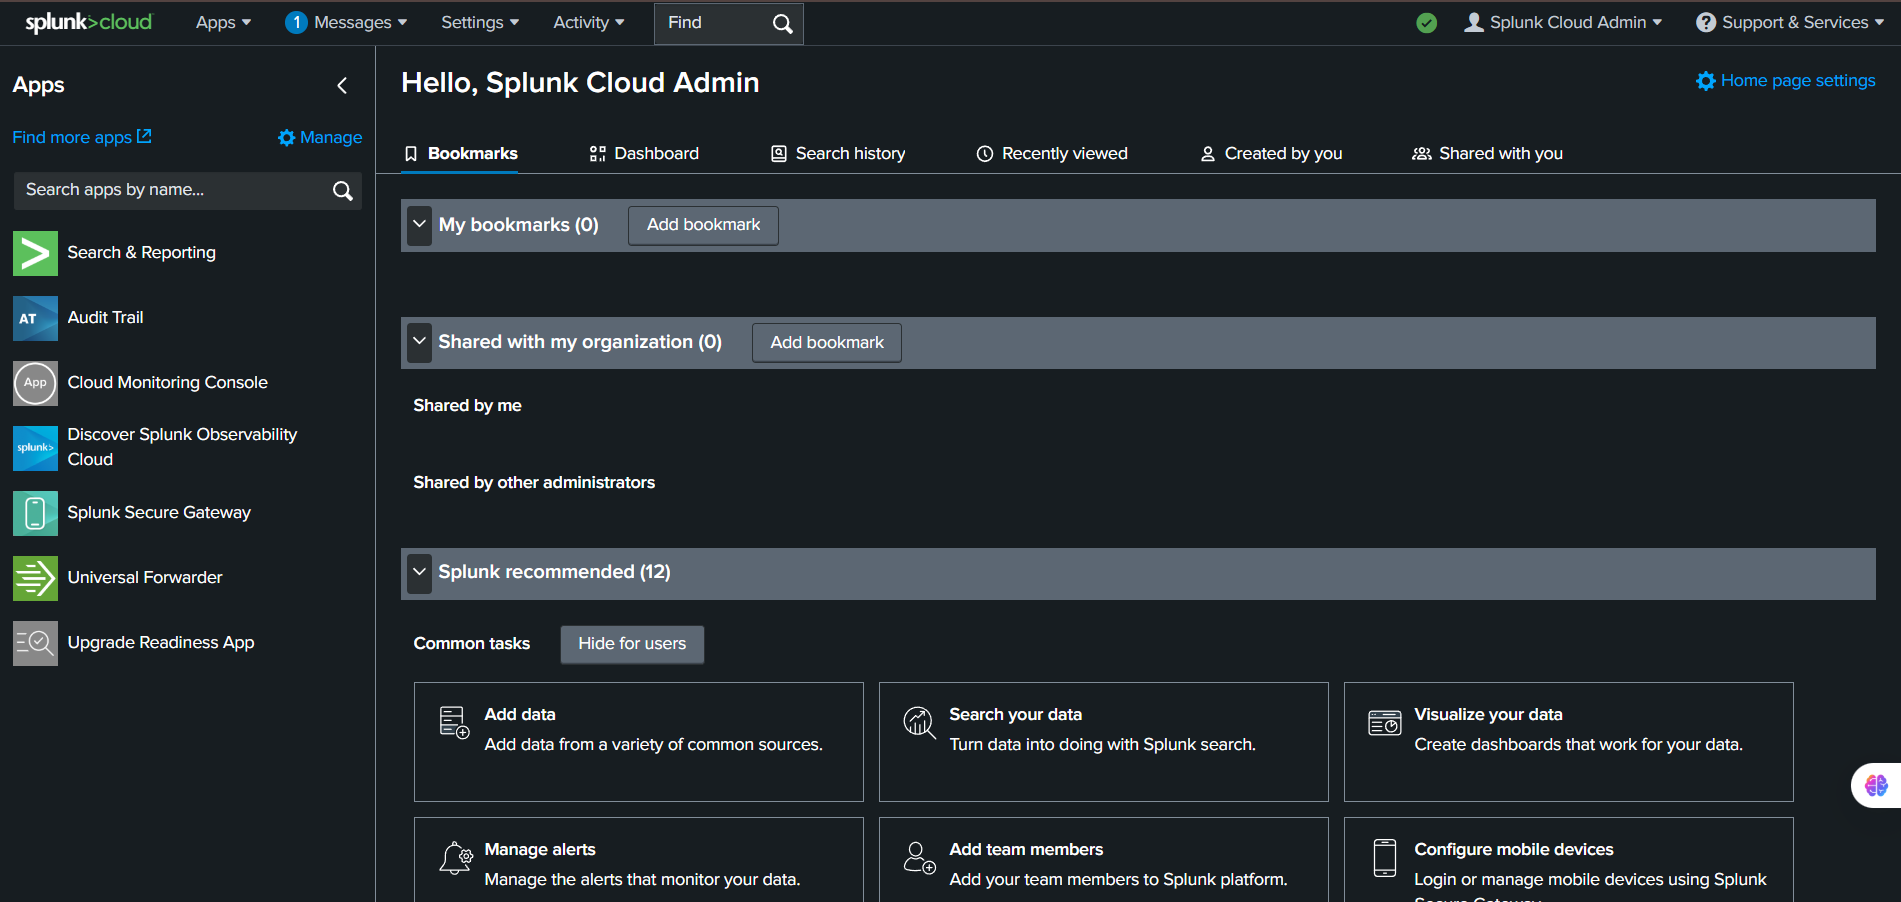 splunk>cloud
Apps
1
Messages
Settings
Activity
Find
Splunk Cloud Admin
? Support & Services
Apps
Find more apps
Manage
Search apps by name...
Search & Reporting
AT
Audit Trail
App
Cloud Monitoring Console
splunk>
Discover Splunk Observability
Cloud
Splunk Secure Gateway
Universal Forwarder
Upgrade Readiness App
Hello, Splunk Cloud Admin
Home page settings
Bookmarks
Dashboard
Search history
Recently viewed
Created by you
Shared with you
My bookmarks (0)
Add bookmark
Shared with my organization (0)
Add bookmark
Shared by me
Shared by other administrators
Splunk recommended (12)
Common tasks
Hide for users
Add data
Add data from a variety of common sources.
Search your data
Turn data into doing with Splunk search.
Visualize your data
Create dashboards that work for your data.
Manage alerts
Manage the alerts that monitor your data.
Add team members
Add your team members to Splunk platform.
Configure mobile devices
Login or manage mobile devices using Splunk